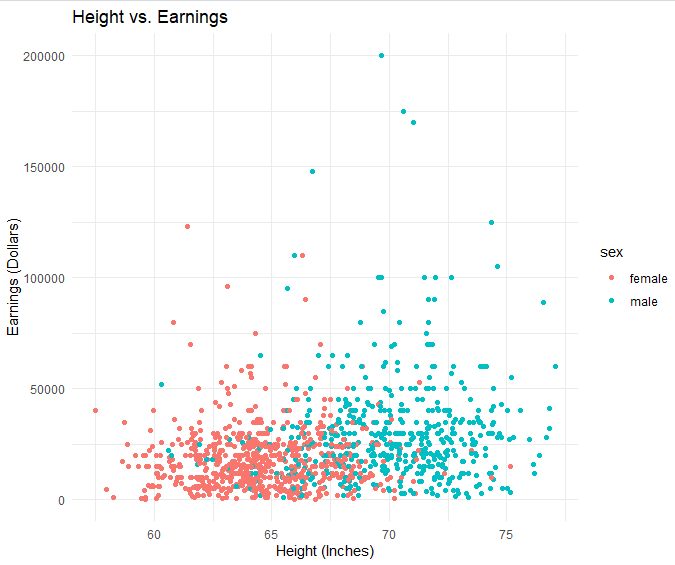 Height vs. Earnings
200000
150000
100000
50000
0
Earnings (Dollars)
60 65 70 75
Height (Inches)
sex
female
male